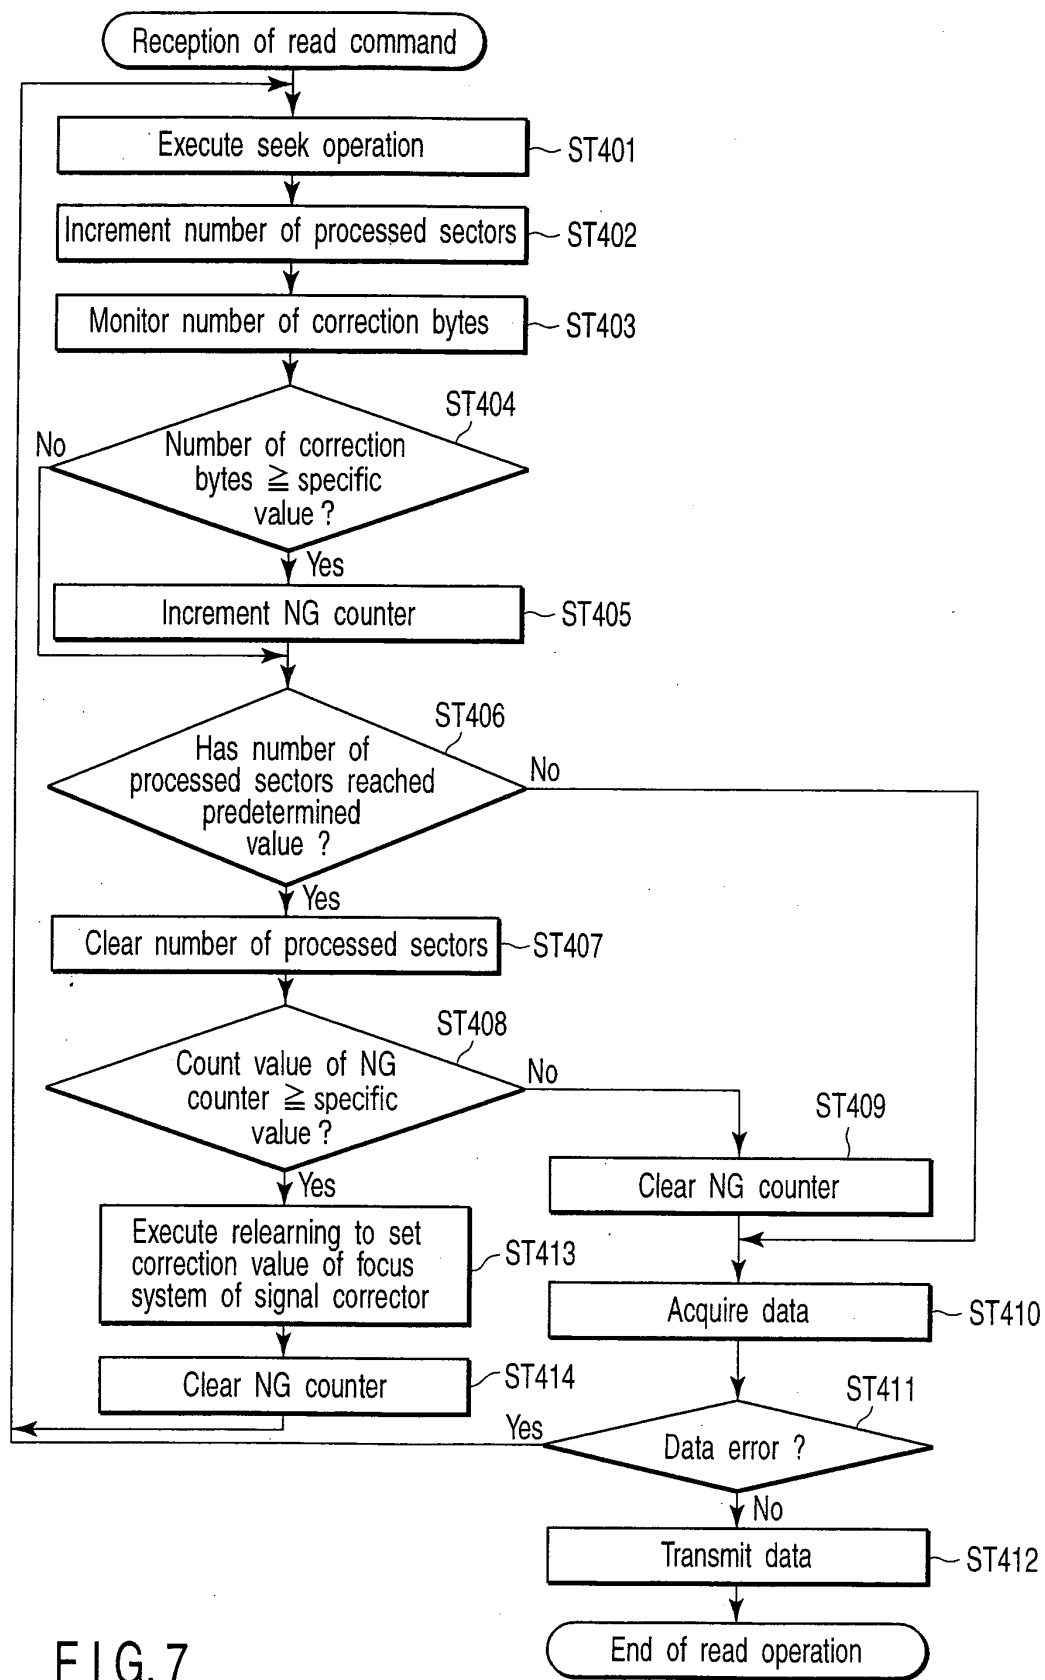 Reception of read command
Execute seek operation
ST401
Increment number of processed sectors
ST402
Monitor number of correction bytes
ST403
ST404
No
Number of correction
bytes ≧ specific
value ?
Yes
Increment NG counter
ST405
ST406
Has number of
processed sectors reached
predetermined
value ?
No
Yes
Clear number of processed sectors
ST407
ST408
Count value of NG
counter ≧ specific
value ?
No
ST409
Clear NG counter
Yes
Execute relearning to set
correction value of focus
system of signal corrector
ST413
Acquire data
ST410
Clear NG counter
ST414
ST411
Yes
Data error ?
No
Transmit data
ST412
End of read operation
FIG. 7